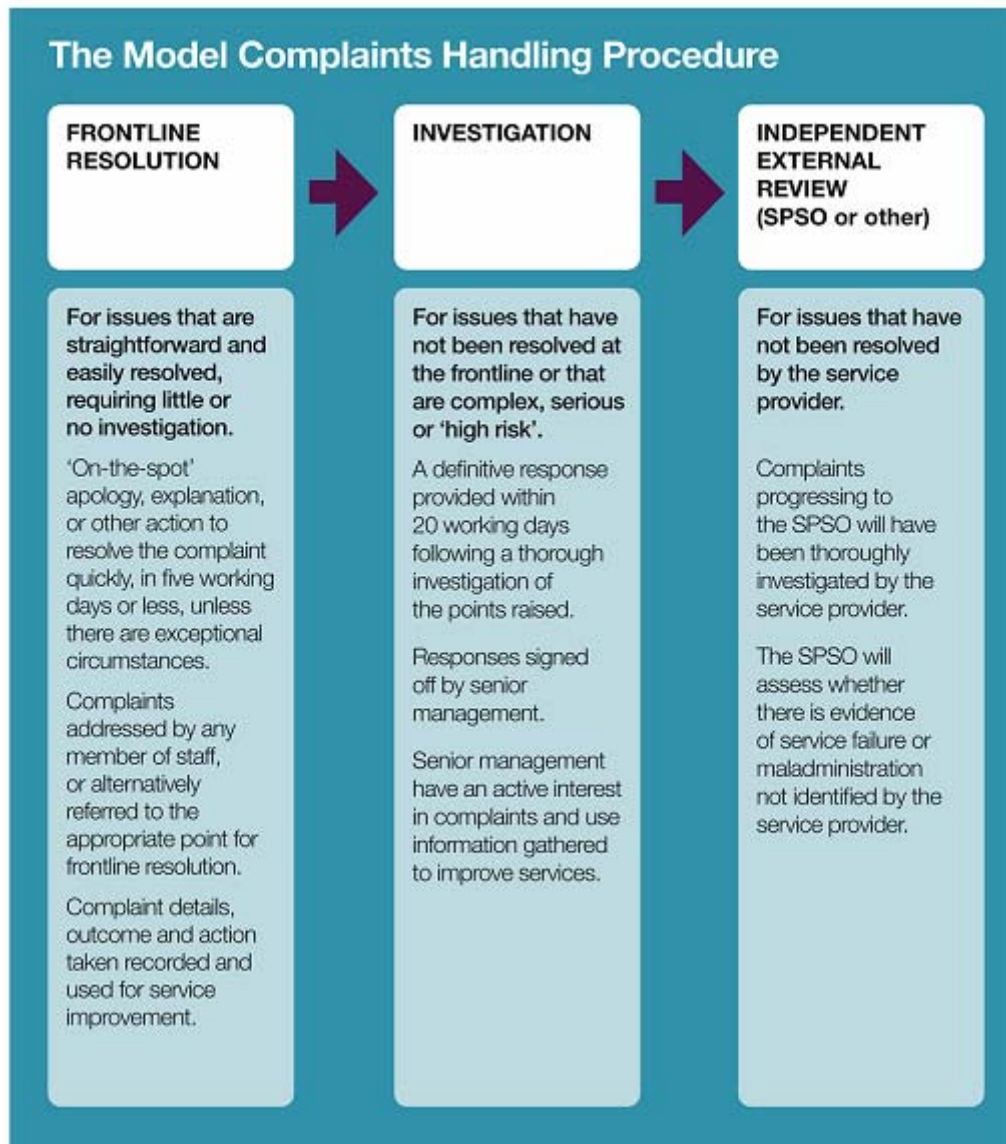 The Model Complaints Handling Procedure
FRONTLINE
RESOLUTION
INVESTIGATION
INDEPENDENT
EXTERNAL
REVIEW
(SPSO or other)
For issues that are
straightforward and
easily resolved,
requiring little or
no investigation.
‘On-the-spot’
apology, explanation,
or other action to
resolve the complaint
quickly, in five working
days or less, unless
there are exceptional
circumstances.
Complaints
addressed by any
member of staff,
or alternatively
referred to the
appropriate point for
frontline resolution.
Complaint details,
outcome and action
taken recorded and
used for service
improvement.
For issues that have
not been resolved at
the frontline or that
are complex, serious
or ‘high risk’.
A definitive response
provided within
20 working days
following a thorough
investigation of
the points raised.
Responses signed
off by senior
management.
Senior management
have an active interest
in complaints and use
information gathered
to improve services.
For issues that have
not been resolved
by the service
provider.
Complaints
progressing to
the SPSO will have
been thoroughly
investigated by the
service provider.
The SPSO will
assess whether
there is evidence
of service failure or
maladministration
not identified by the
service provider.